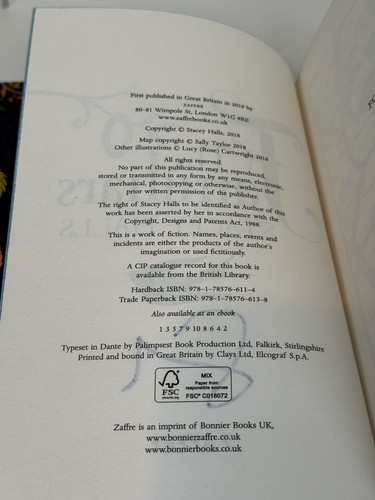 First published in Great Britain in 2019 by
ZAFFRE
80–81 Wimpole St, London W1G 9RE
www.zaffrebooks.co.uk
Copyright © Stacey Halls, 2018
Map copyright © Sally Taylor 2018
Other illustrations © Lucy (Rose) Cartwright 2018
All rights reserved.
No part of this publication may be reproduced,
stored or transmitted in any form by any means, electronic,
mechanical, photocopying or otherwise, without the
prior written permission of the publisher.
The right of Stacey Halls to be identified as Author of this
work has been asserted by her in accordance with the
Copyright, Designs and Patents Act, 1988.
This is a work of fiction. Names, places, events and
incidents are either the products of the author's
imagination or used fictitiously.
A CIP catalogue record for this book is
available from the British Library.
Hardback ISBN: 978–1–78576–611–4
Trade Paperback ISBN: 978–1–78576–613–8
Also available as an ebook
1 3 5 7 9 10 8 6 4 2
Typeset in Dante by Palimpsest Book Production Ltd, Falkirk, Stirlingshire
Printed and bound in Great Britain by Clays Ltd, Elcograf S.p.A.
FSC
www.fsc.org
MIX
Paper from
responsible sources
FSC® C018072
Zaffre is an imprint of Bonnier Books UK,
www.bonnierzaffre.co.uk
www.bonnierbooks.co.uk